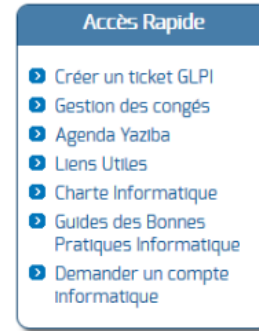 Accès Rapide
Créer un ticket GLPI
Gestion des congés
Agenda Yaziba
Liens Utiles
Charte Informatique
Guides des Bonnes
Pratiques Informatique
Demander un compte
informatique